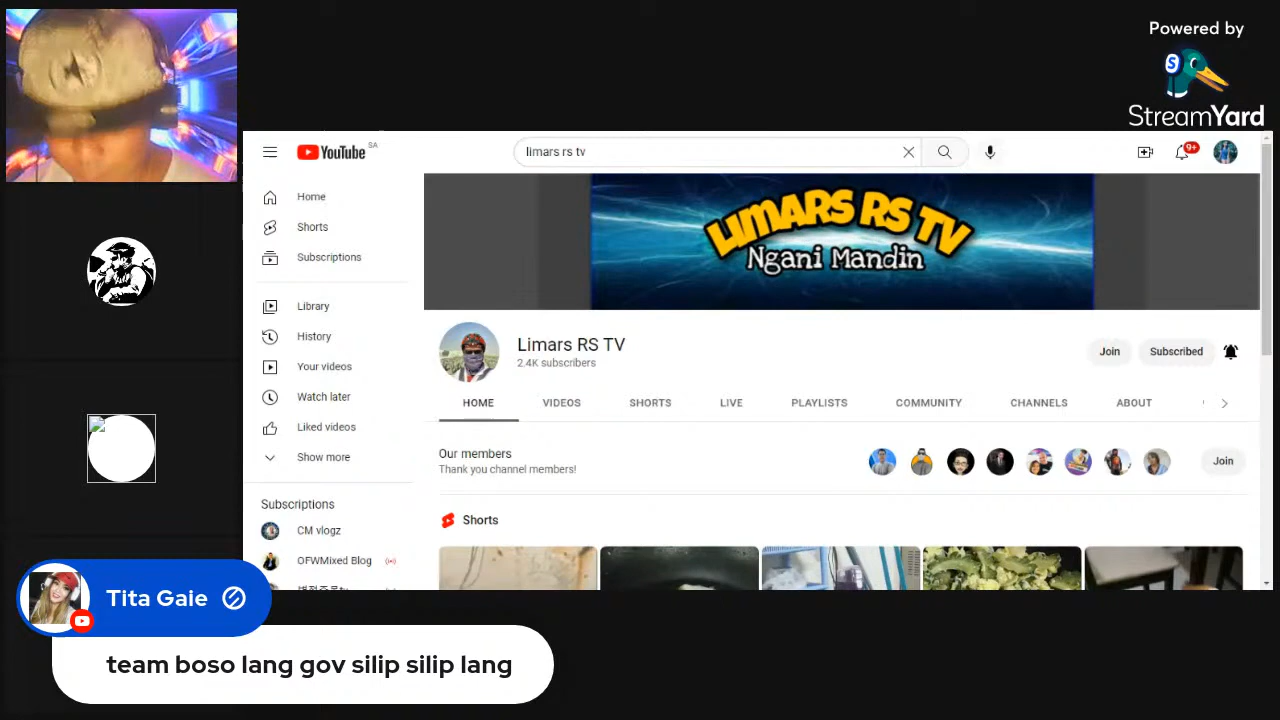 Powered by
StreamYard
YouTube SA
limars rs tv
9+
Home
Shorts
Subscriptions
Library
History
Your videos
Watch later
Liked videos
Show more
Subscriptions
CM vlogz
OFWMixed Blog
LIMARS RS TV
Ngani Mandin
Limars RS TV
2.4K subscribers
Join
Subscribed
HOME
VIDEOS
SHORTS
LIVE
PLAYLISTS
COMMUNITY
CHANNELS
ABOUT
Our members
Thank you channel members!
Join
Shorts
Tita Gaie
team boso lang gov silip silip lang